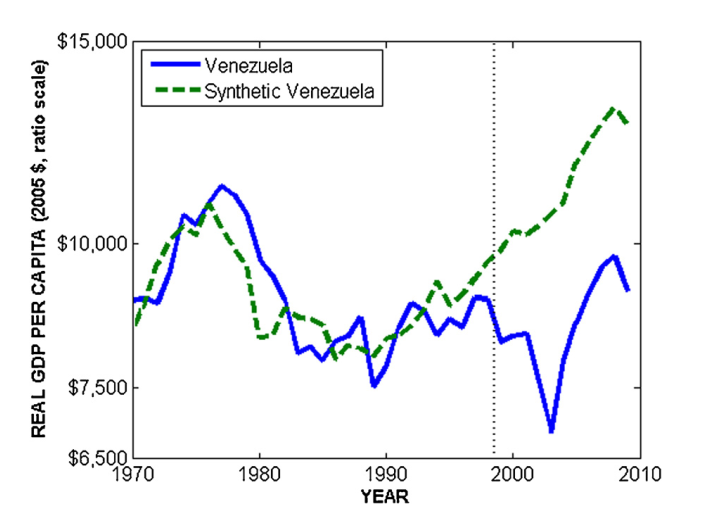 $15,000
Venezuela
Synthetic Venezuela
$10,000
$7,500
$6,500
REAL GDP PER CAPITA (2005 $, ratio scale)
1970 1980 1990 2000 2010
YEAR